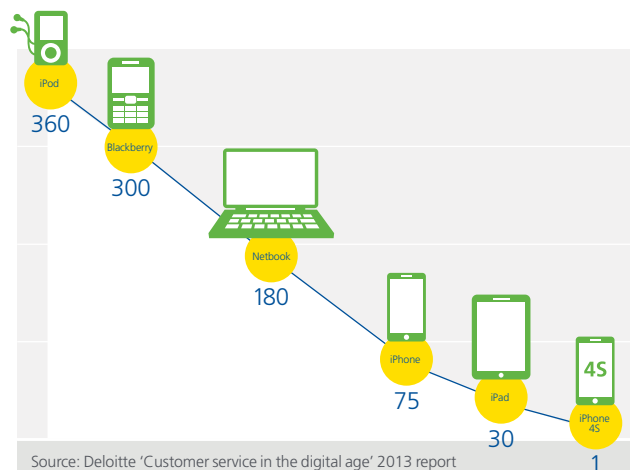 iPod
360
Blackberry
300
Netbook
180
iPhone
75
iPad
30
4S
iPhone
4S
1
Source: Deloitte ‘Customer service in the digital age’ 2013 report